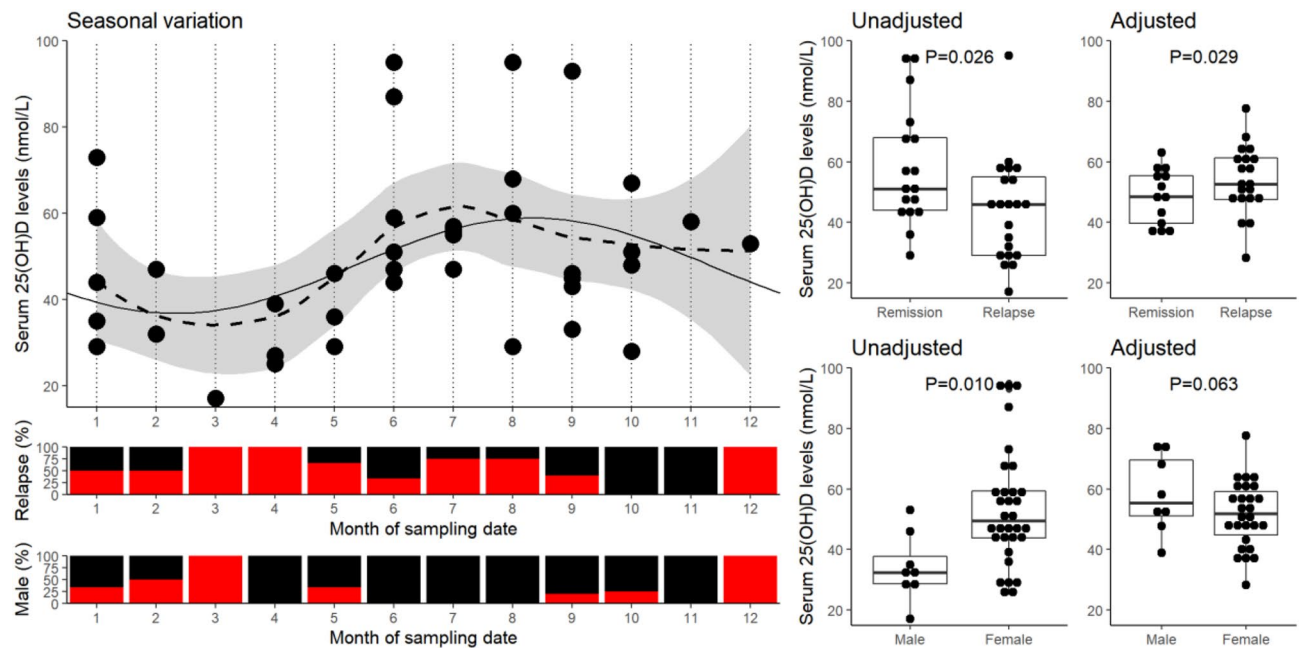 Seasonal variation
Serum 25(OH)D levels (nmol/L)
100
80
60
40
20
1 2 3 4 5 6 7 8 9 10 11 12
Relapse (%)
100
75
50
25
0
1 2 3 4 5 6 7 8 9 10 11 12
Month of sampling date
Male (%)
100
75
50
25
0
1 2 3 4 5 6 7 8 9 10 11 12
Month of sampling date
Unadjusted
Serum 25(OH)D levels (nmol/L)
100
80
60
40
20
P=0.026
Remission Relapse
Adjusted
100
80
60
40
20
P=0.029
Remission Relapse
Unadjusted
Serum 25(OH)D levels (nmol/L)
100
80
60
40
20
P=0.010
Male Female
Adjusted
100
80
60
40
20
P=0.063
Male Female